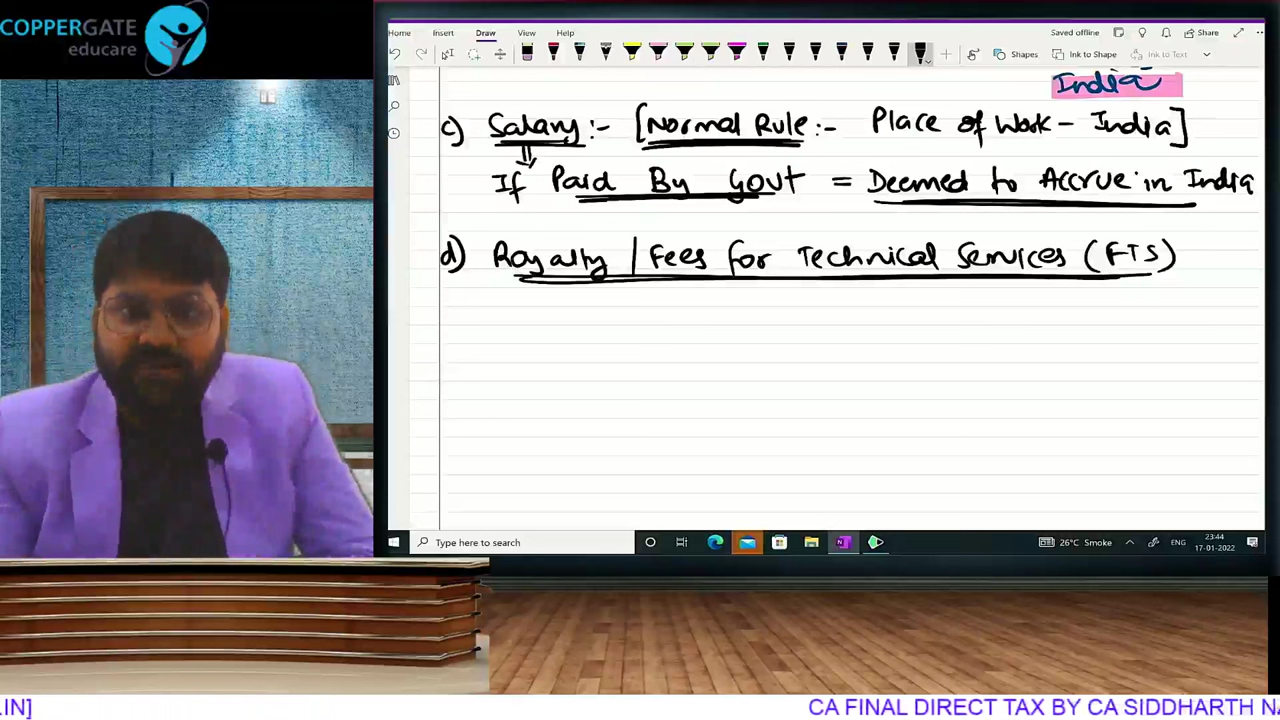 COPPERGATE
educare
Home Insert Draw View Help
Saved offline
Share
Shapes
Ink to Shape
Ink to Text
India
c) Salary :- [Normal Rule :- Place of Work - India]
If Paid By Govt = Deemed to Accrue in India
d) Royalty / Fees for Technical Services (FTS)
Type here to search
26°C Smoke
ENG
23:44
17-01-2022
.IN]
CA FINAL DIRECT TAX BY CA SIDDHARTH